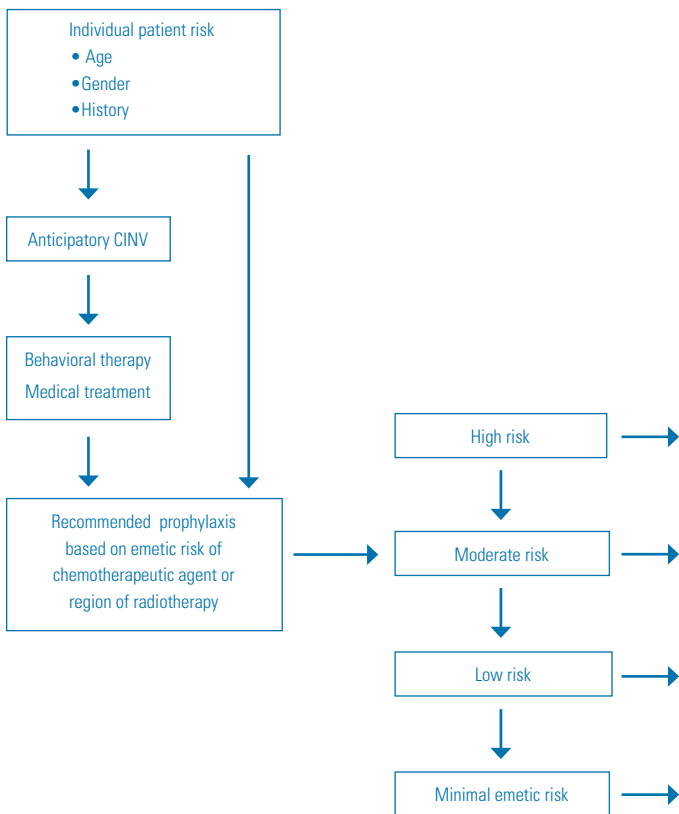 Individual patient risk
• Age
•Gender
•History
Anticipatory CINV
Behavioral therapy
Medical treatment
Recommended prophylaxis
based on emetic risk of
chemotherapeutic agent or
region of radiotherapy
High risk
Moderate risk
Low risk
Minimal emetic risk